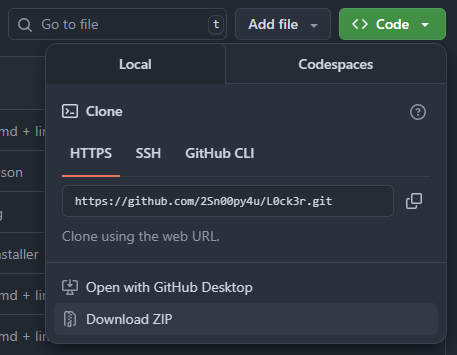 Go to file
t
Add file
Code
Local
Codespaces
md + lin
Clone
HTTPS
SSH
GitHub CLI
son
https://github.com/2Sn00py4u/L0ck3r.git
g
Clone using the web URL.
nstaller
Open with GitHub Desktop
md + lin
Download ZIP
md + lin